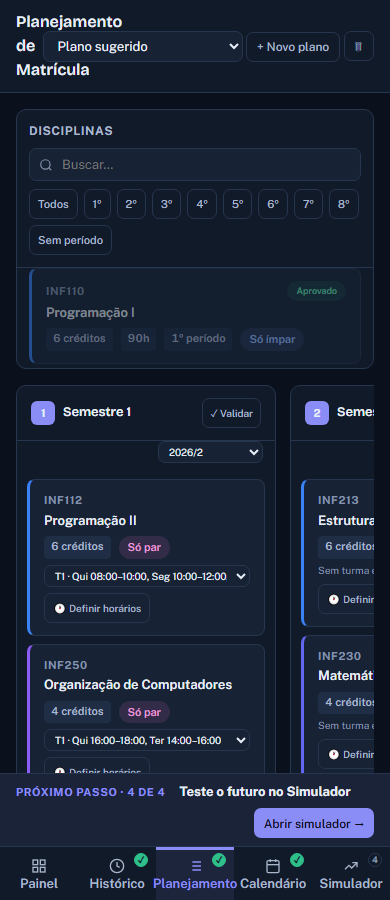 Planejamento
de
Matrícula
Plano sugerido
+ Novo plano
DISCIPLINAS
Buscar...
Todos 1º 2º 3º 4º 5º 6º 7º 8º
Sem período
INF110 Aprovado
Programação I
6 créditos 90h 1º período Só ímpar
1 Semestre 1 ✓ Validar
2026/2
INF112
Programação II
6 créditos Só par
T1 · Qui 08:00–10:00, Seg 10:00–12:00
Definir horários
INF250
Organização de Computadores
4 créditos Só par
T1 · Qui 16:00–18:00, Ter 14:00–16:00
Definir horários
2 Semes
INF213
Estrutura
6 créditos
Sem turma
Definir
INF230
Matemát
4 créditos
Sem turma
Definir
PRÓXIMO PASSO · 4 DE 4 Teste o futuro no Simulador
Abrir simulador →
Painel Histórico ✓ Planejamento ✓ Calendário ✓ Simulador 4